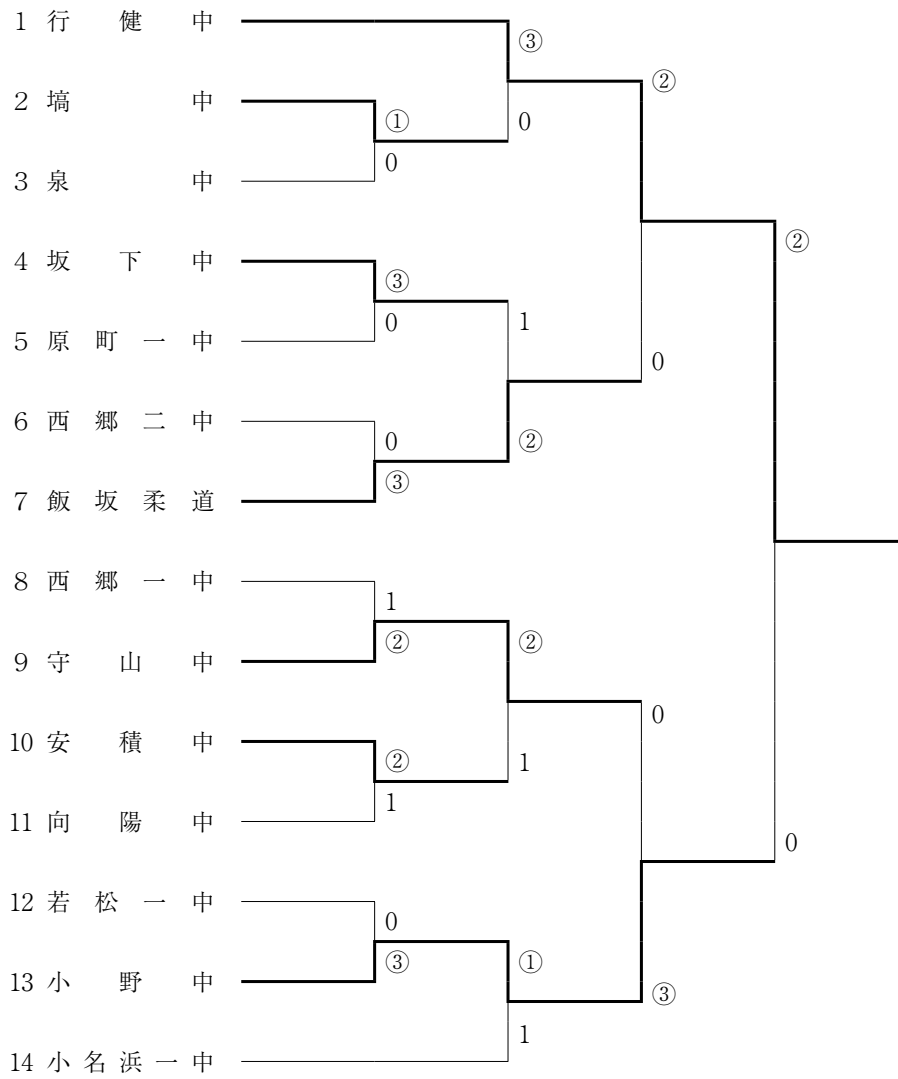 1 行健中
③
2 塙中
②
①
0
3 泉中
0
②
4 坂下中
③
1
5 原町一中
0
0
6 西郷二中
0
②
7 飯坂柔道
③
8 西郷一中
1
②
②
9 守山中
0
10 安積中
②
1
11 向陽中
1
0
12 若松一中
0
③
①
13 小野中
③
1
14 小名浜一中